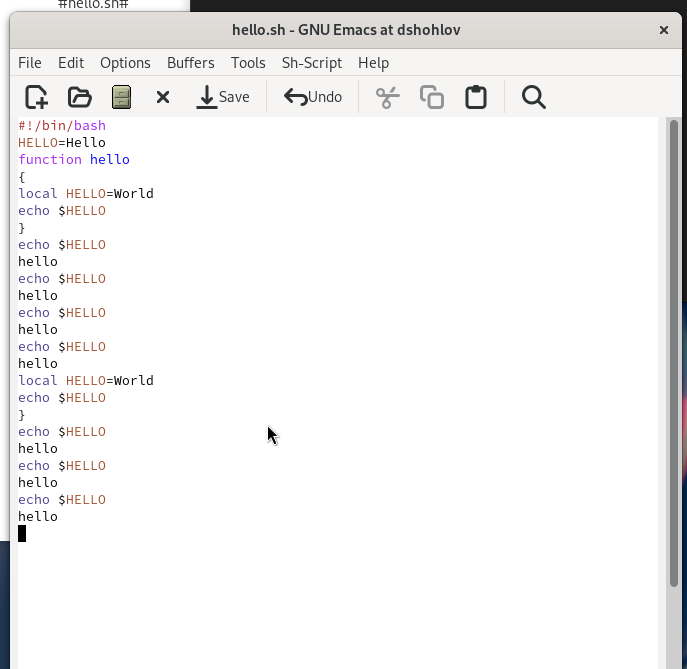 #hello.sh#
hello.sh - GNU Emacs at dshohlov
File Edit Options Buffers Tools Sh-Script Help
Save Undo
#!/bin/bash
HELLO=Hello
function hello
{
local HELLO=World
echo $HELLO
}
echo $HELLO
hello
echo $HELLO
hello
echo $HELLO
hello
echo $HELLO
hello
local HELLO=World
echo $HELLO
}
echo $HELLO
hello
echo $HELLO
hello
echo $HELLO
hello